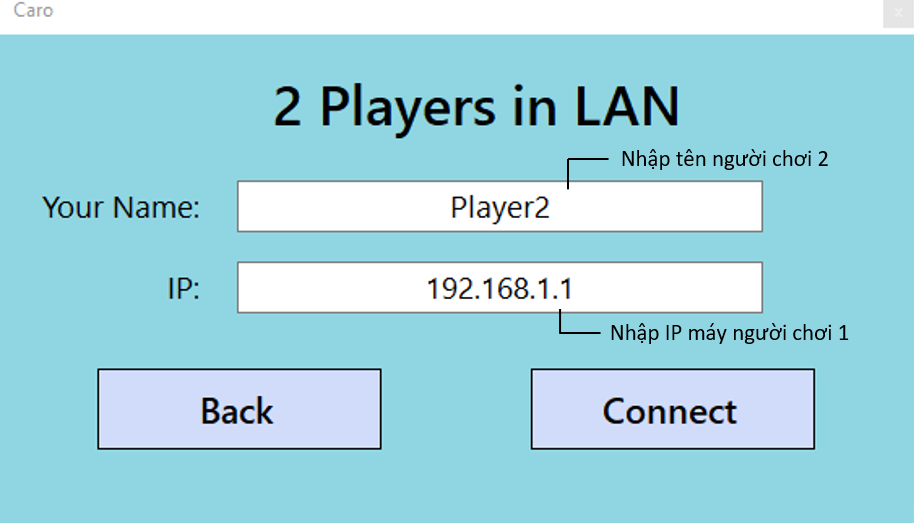 Caro
x
2 Players in LAN
Nhập tên người chơi 2
Your Name:
Player2
IP:
192.168.1.1
Nhập IP máy người chơi 1
Back
Connect